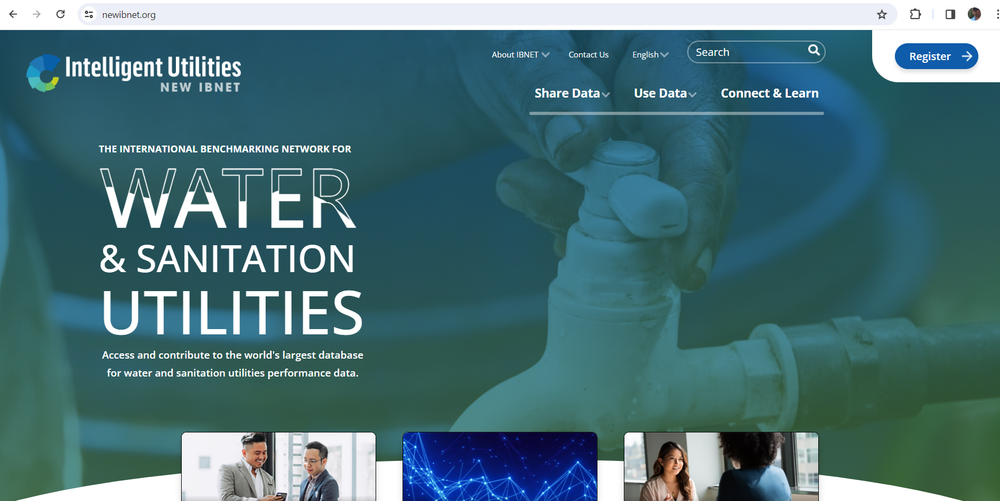 newibnet.org
Intelligent Utilities
NEW IBNET
About IBNET
Contact Us
English
Search
Register
Share Data
Use Data
Connect & Learn
THE INTERNATIONAL BENCHMARKING NETWORK FOR
WATER
& SANITATION
UTILITIES
Access and contribute to the world's largest database
for water and sanitation utilities performance data.